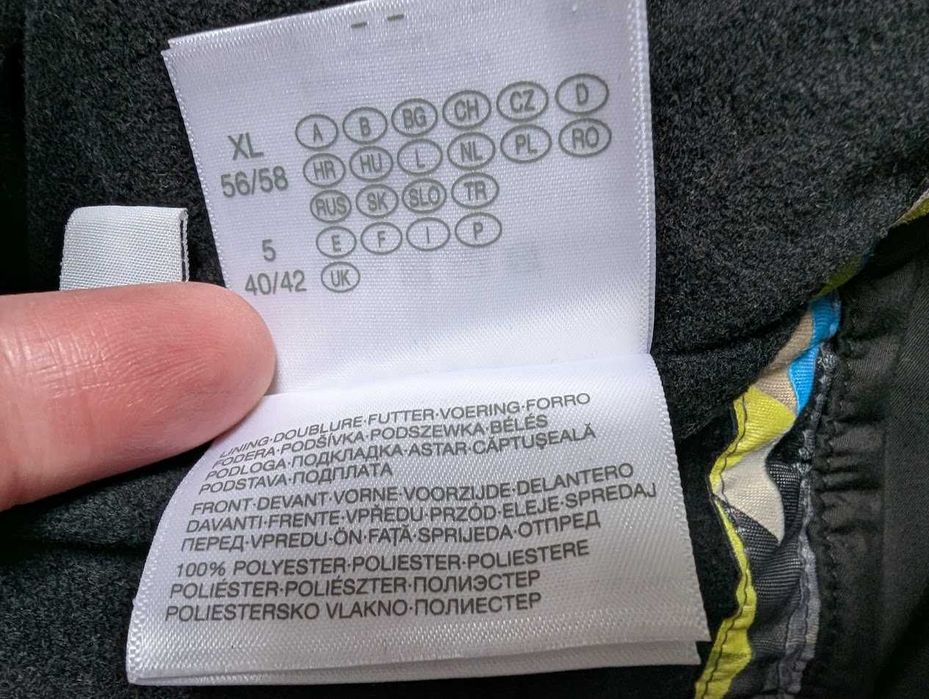 XL
56/58
A B BG CH CZ D
HR HU L NL PL RO
RUS SK SLO TR
5 E F I P
40/42 UK
LINING·DOUBLURE·FUTTER·VOERING·FORRO
FODERA·PODŠÍVKA·PODSZEWKA·BÉLÉS
PODLOGA·ПОДКЛАДКА·ASTAR·CĂPTUŞEALĂ
PODSTAVA·ПОДПЛАТА
FRONT·DEVANT·VORNE·VOORZIJDE·DELANTERO
DAVANTI·FRENTE·VPŘEDU·PRZÓD·ELEJE·SPREDAJ
ПЕРЕД·VPREDU·ÖN·FAŢĂ·SPRIJEDA·ОТПРЕД
100% POLYESTER·POLIESTER·POLIESTERE
POLIÉSTER·POLIÉSZTER·ПОЛИЭСТЕР
POLIESTERSKO VLAKNO·ПОЛИЕСТЕР